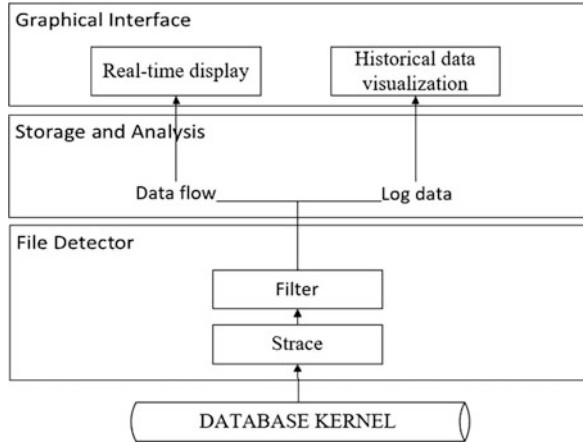 Graphical Interface
Real-time display
Historical data
visualization
Storage and Analysis
Data flow
Log data
File Detector
Filter
Strace
DATABASE KERNEL